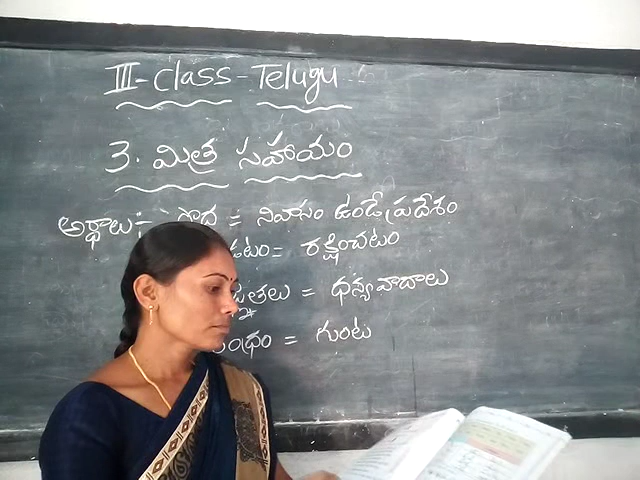 III - class - Telugu
3. మిత్ర సహాయం
అర్థాలు :- = నివాసం ఉండే ప్రదేశం
= రక్షించటం
= ధన్యవాదాలు
= గుంటు